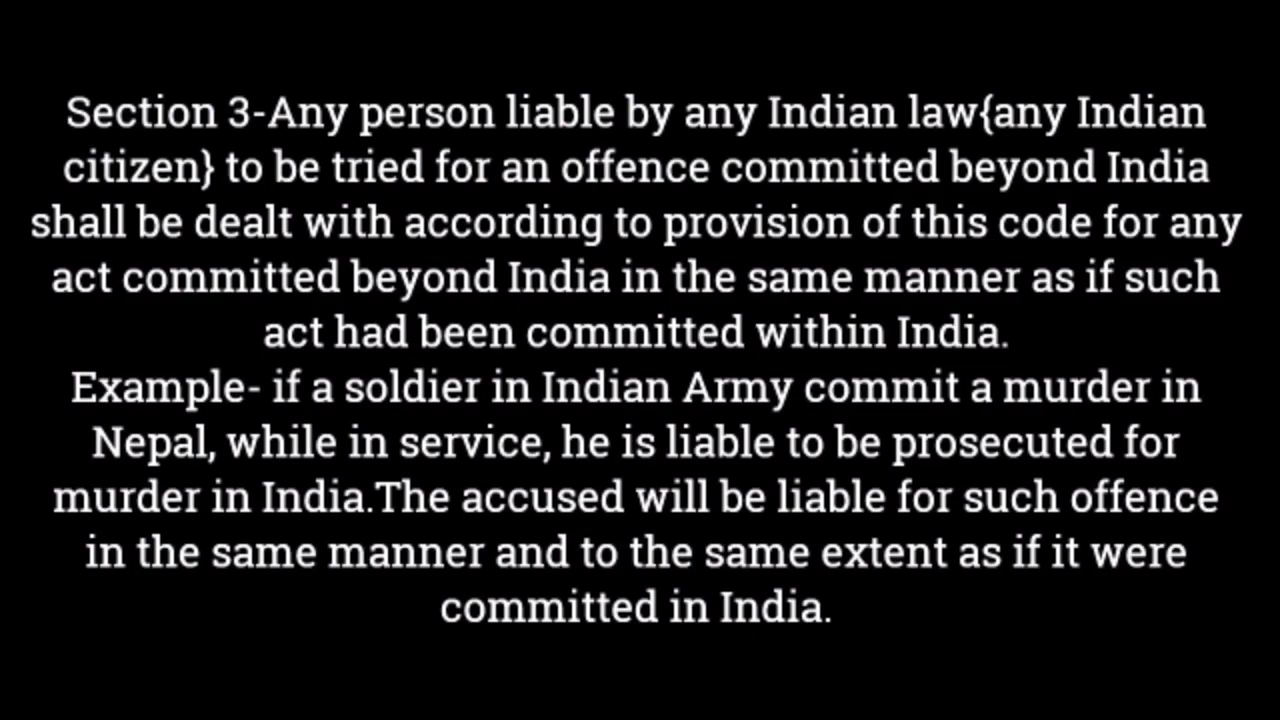 Section 3-Any person liable by any Indian law{any Indian
citizen} to be tried for an offence committed beyond India
shall be dealt with according to provision of this code for any
act committed beyond India in the same manner as if such
act had been committed within India.
Example- if a soldier in Indian Army commit a murder in
Nepal, while in service, he is liable to be prosecuted for
murder in India.The accused will be liable for such offence
in the same manner and to the same extent as if it were
committed in India.